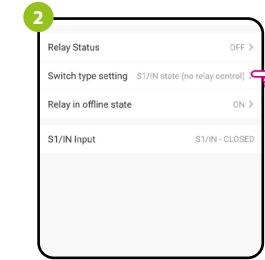 2
Relay Status OFF >
Switch type setting S1/IN state (no relay control) >
Relay in offline state ON >
S1/IN Input S1/IN - CLOSED